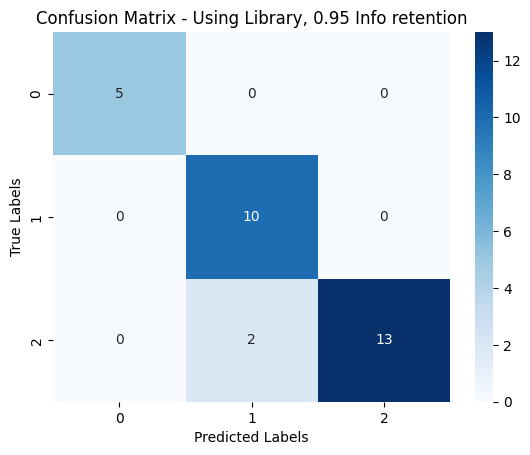 Confusion Matrix - Using Library, 0.95 Info retention
True Labels
0
1
2
5 0 0
0 10 0
0 2 13
0 1 2
Predicted Labels
12
10
8
6
4
2
0